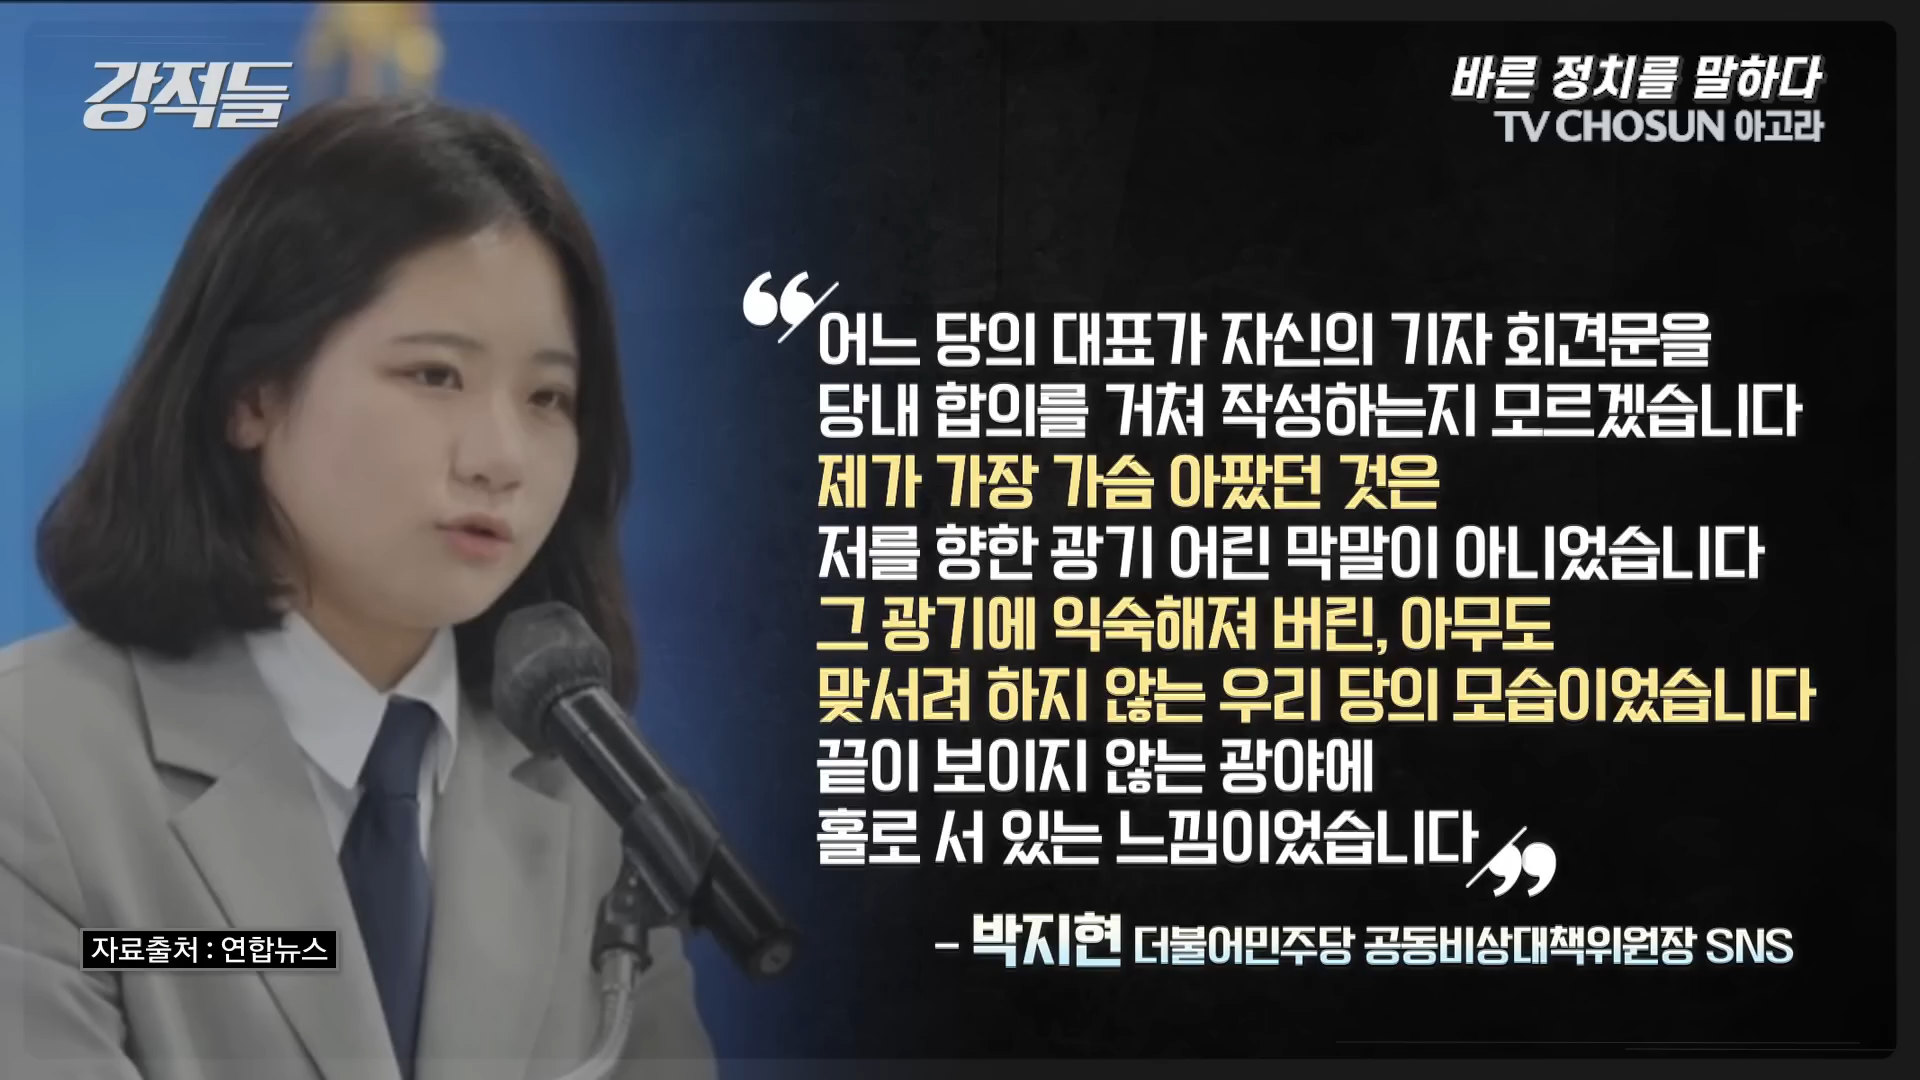 강적들
바른 정치를 말하다
TV CHOSUN 아고라
“어느 당의 대표가 자신의 기자 회견문을
당내 합의를 거쳐 작성하는지 모르겠습니다
제가 가장 가슴 아팠던 것은
저를 향한 광기 어린 막말이 아니었습니다
그 광기에 익숙해져 버린, 아무도
맞서려 하지 않는 우리 당의 모습이었습니다
끝이 보이지 않는 광야에
홀로 서 있는 느낌이었습니다”
- 박지현 더불어민주당 공동비상대책위원장 SNS
자료출처 : 연합뉴스